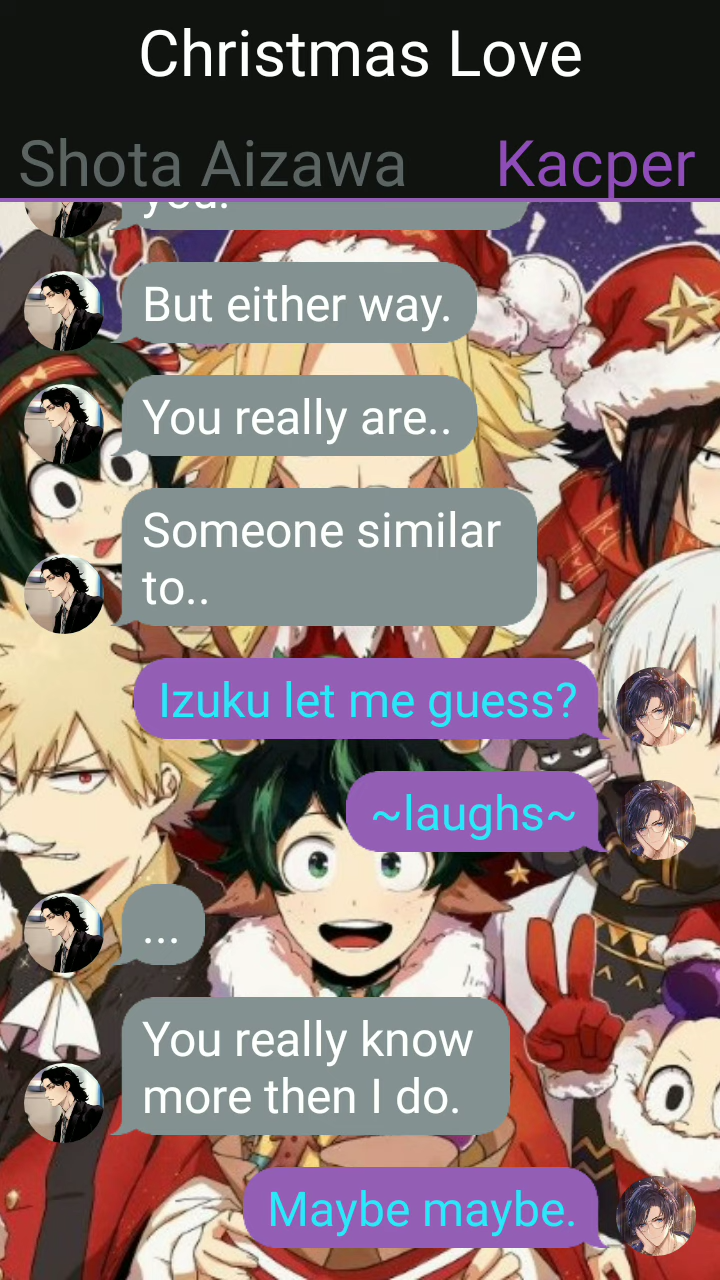 Christmas Love
Shota Aizawa
Kacper
you.
But either way.
You really are..
Someone similar
to..
Izuku let me guess?
~laughs~
...
You really know
more then I do.
Maybe maybe.